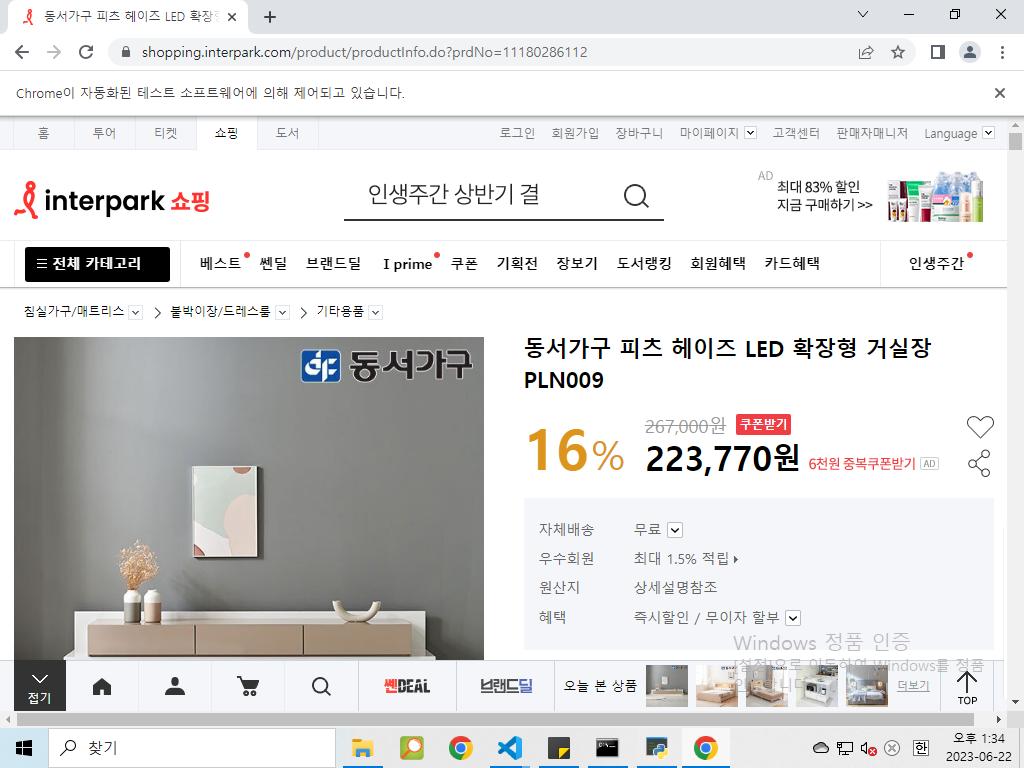 동서가구 피츠 헤이즈 LED 확장형
shopping.interpark.com/product/productInfo.do?prdNo=11180286112
Chrome이 자동화된 테스트 소프트웨어에 의해 제어되고 있습니다.
홈 투어 티켓 쇼핑 도서 로그인 회원가입 장바구니 마이페이지 고객센터 판매자매니저 Language
interpark 쇼핑
인생주간 상반기 결
AD 최대 83% 할인
지금 구매하기 >>
전체 카테고리 베스트 쎈딜 브랜드딜 I prime 쿠폰 기획전 장보기 도서랭킹 회원혜택 카드혜택 인생주간
침실가구/매트리스 붙박이장/드레스룸 기타용품
동서가구
동서가구 피츠 헤이즈 LED 확장형 거실장
PLN009
16% 267,000원 쿠폰받기
223,770원 6천원 중복쿠폰받기 AD
자체배송 무료
우수회원 최대 1.5% 적립
원산지 상세설명참조
혜택 즉시할인 / 무이자 할부
Windows 정품 인증
[설정]으로 이동하여 Windows를 정품
접기 쎈DEAL 브랜드딜 오늘 본 상품 더보기 TOP
찾기
한
오후 1:34
2023-06-22